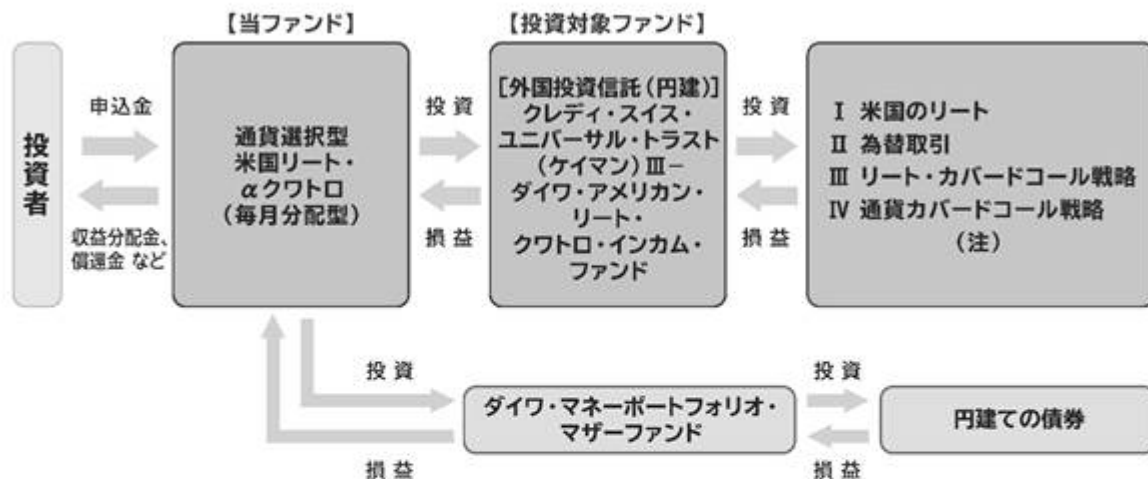 【当ファンド】
【投資対象ファンド】
投資者
申込金
収益分配金、
償還金 など
通貨選択型
米国リート・
αクワトロ
（毎月分配型）
投 資
損 益
［外国投資信託（円建）］
クレディ・スイス・
ユニバーサル・トラスト
（ケイマン）Ⅲ－
ダイワ・アメリカン・
リート・
クワトロ・インカム・
ファンド
投 資
損 益
Ⅰ 米国のリート
Ⅱ 為替取引
Ⅲ リート・カバードコール戦略
Ⅳ 通貨カバードコール戦略
（注）
投 資
損 益
ダイワ・マネーポートフォリオ・
マザーファンド
投 資
損 益
円建ての債券